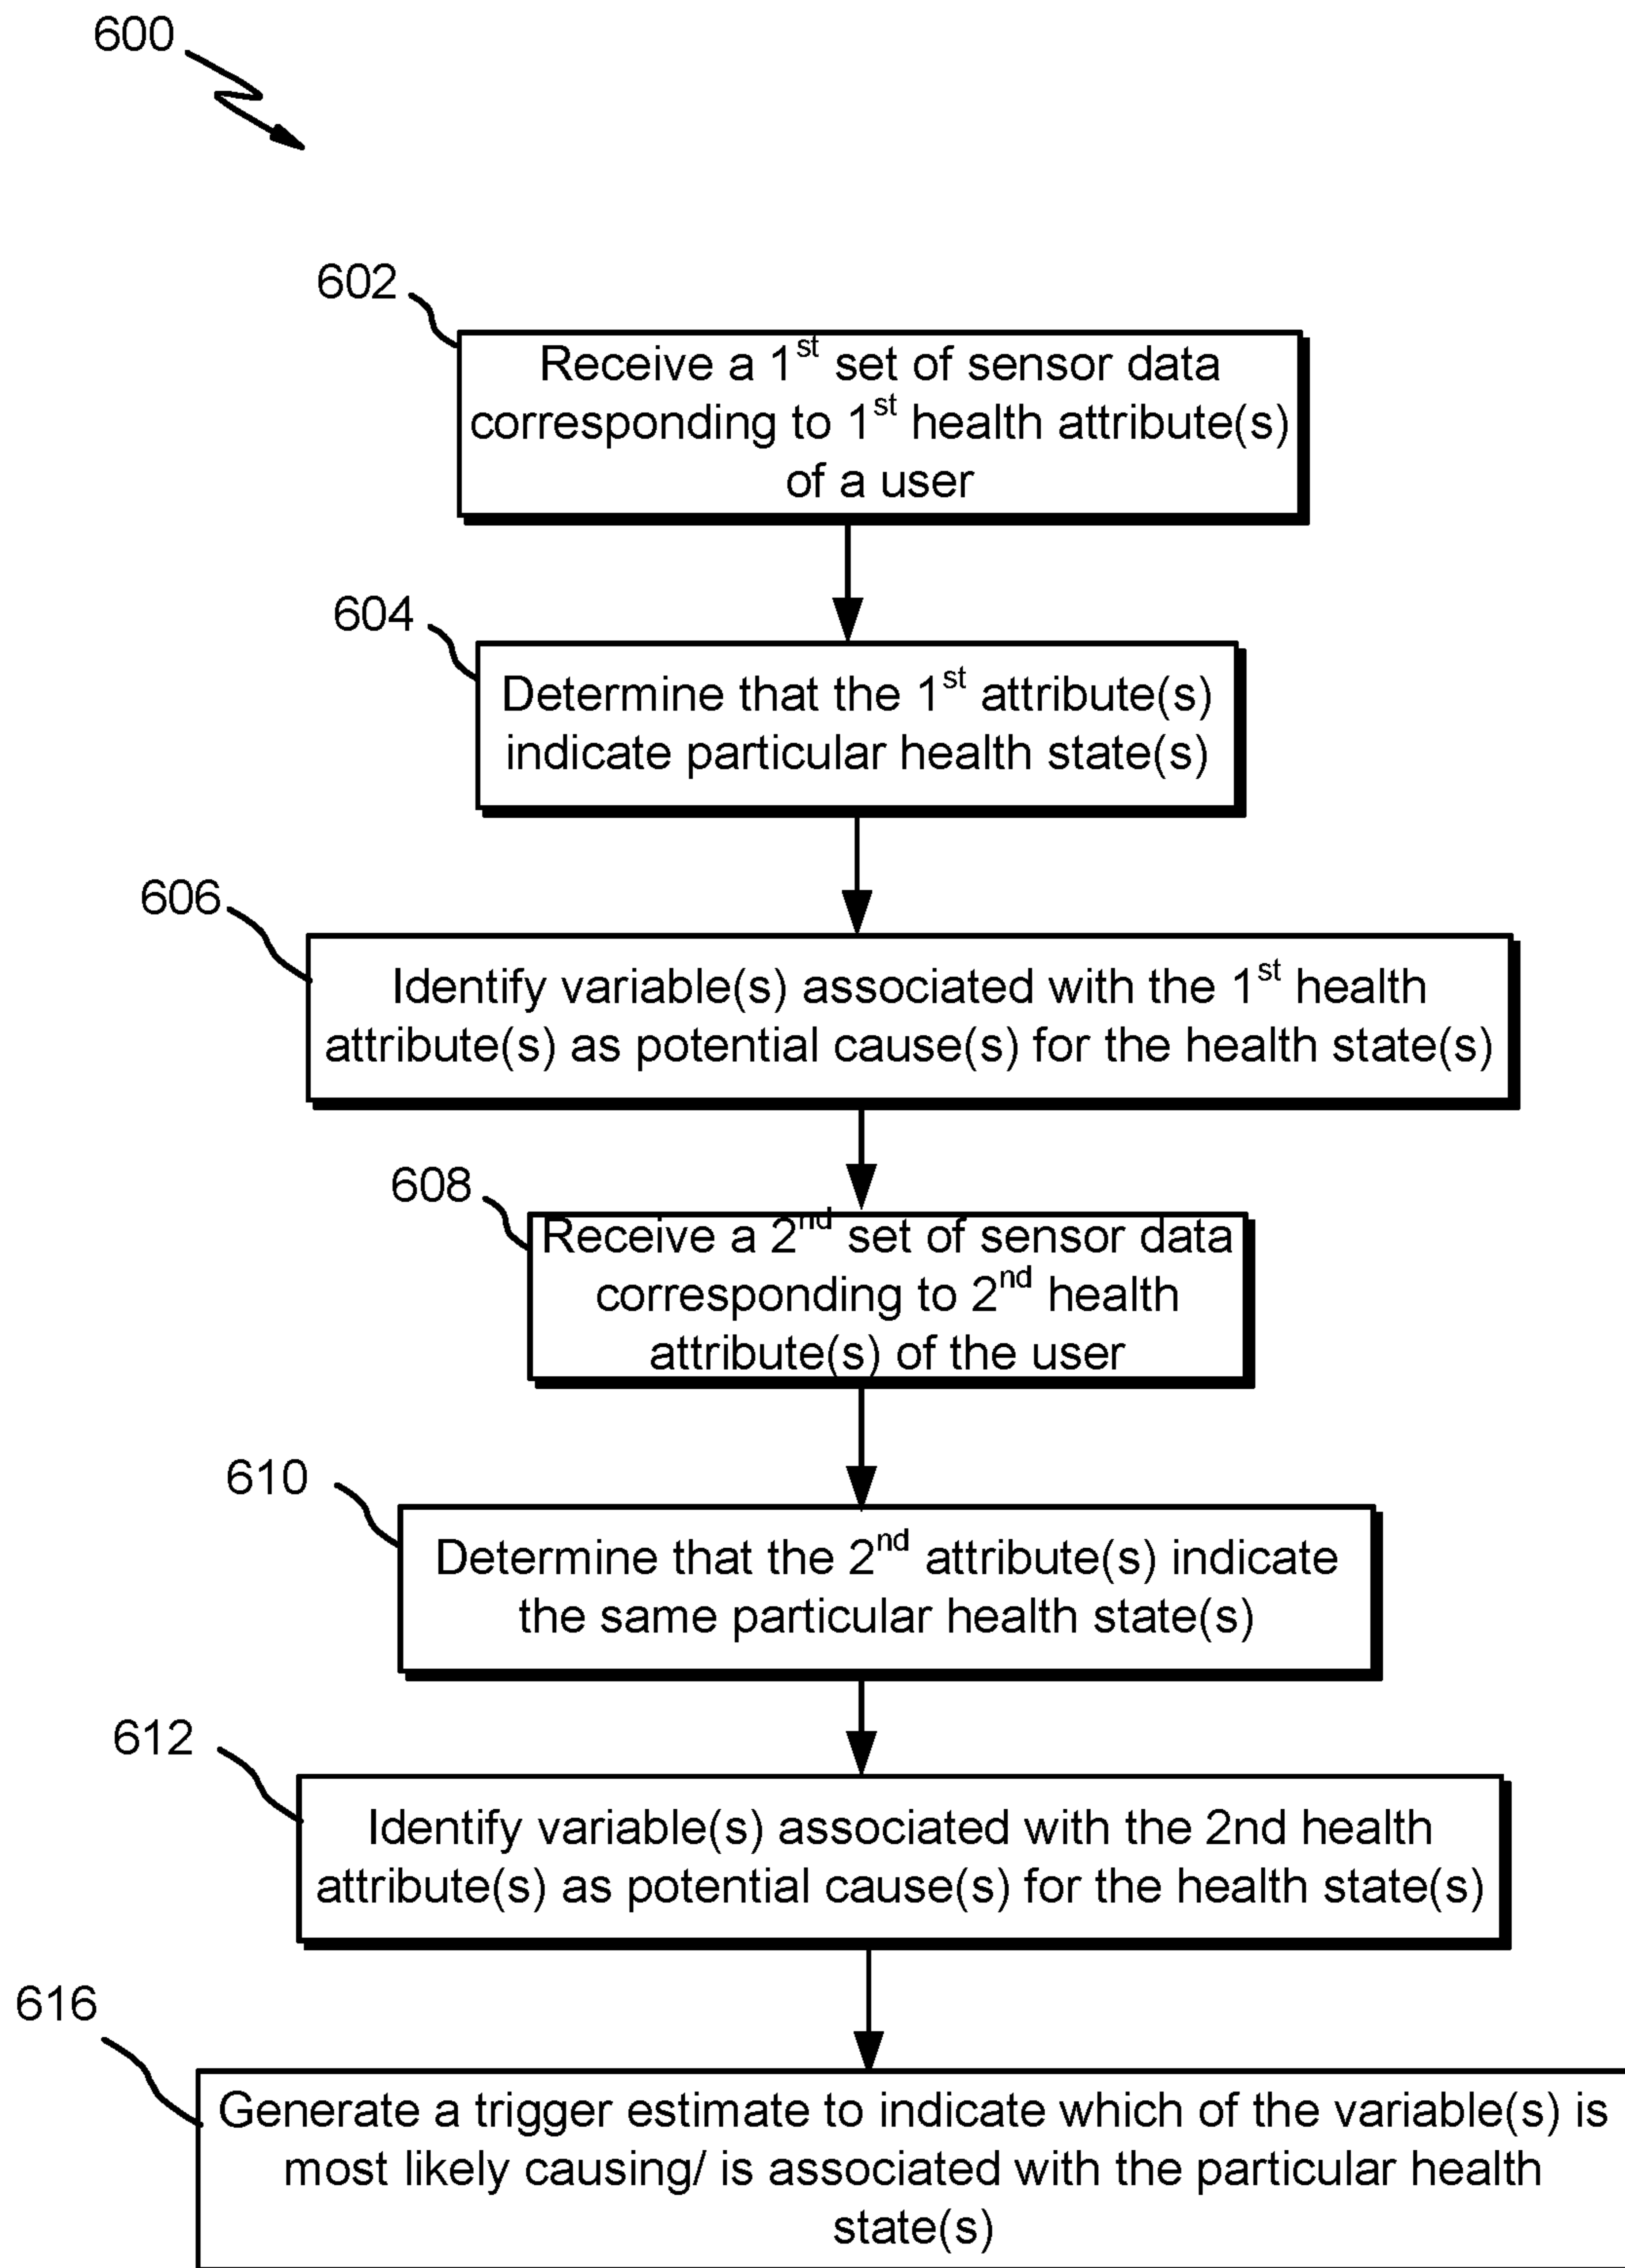 600
602
Receive a 1st set of sensor data
corresponding to 1st health attribute(s)
of a user
604
Determine that the 1st attribute(s)
indicate particular health state(s)
606
Identify variable(s) associated with the 1st health
attribute(s) as potential cause(s) for the health state(s)
608
Receive a 2nd set of sensor data
corresponding to 2nd health
attribute(s) of the user
610
Determine that the 2nd attribute(s) indicate
the same particular health state(s)
612
Identify variable(s) associated with the 2nd health
attribute(s) as potential cause(s) for the health state(s)
616
Generate a trigger estimate to indicate which of the variable(s) is
most likely causing/ is associated with the particular health
state(s)